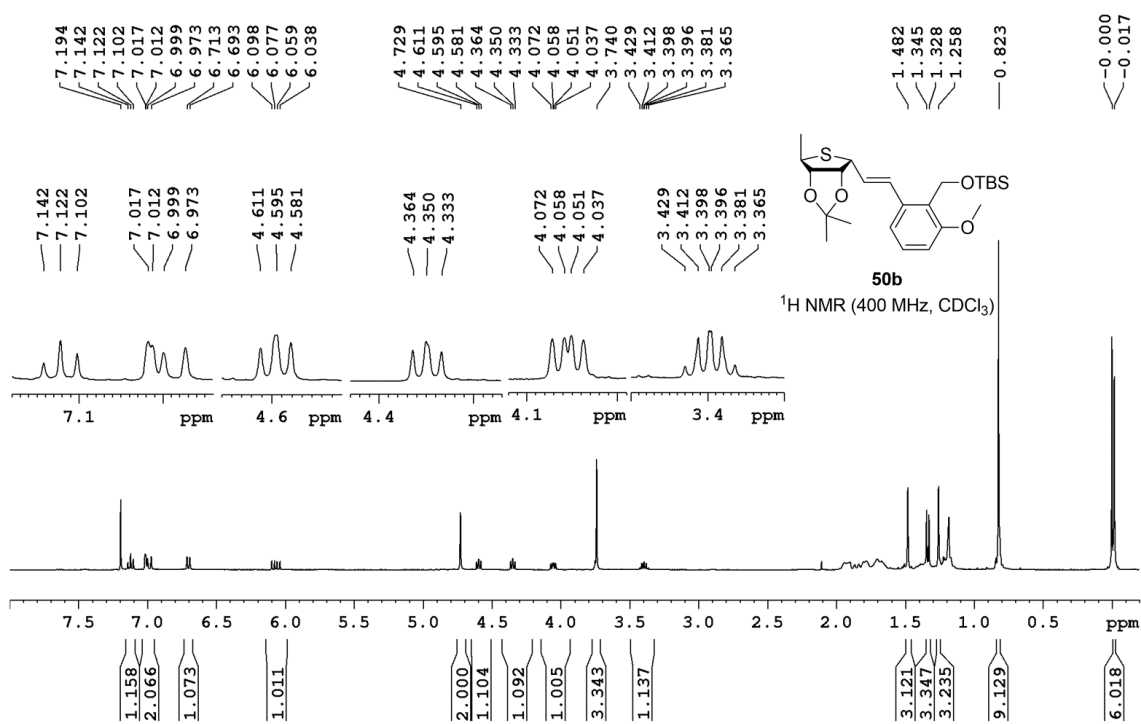 7.194 7.142 7.122 7.102 7.017 7.012 6.999 6.973 6.713 6.693 6.098 6.077 6.059 6.038 4.729 4.611 4.595 4.581 4.364 4.350 4.333 4.072 4.058 4.051 4.037 3.740 3.429 3.412 3.398 3.396 3.381 3.365 1.482 1.345 1.328 1.258 0.823 -0.000 -0.017
S
O O
OTBS
O
50b
¹H NMR (400 MHz, CDCl₃)
7.142 7.122 7.102 7.017 7.012 6.999 6.973 4.611 4.595 4.581 4.364 4.350 4.333 4.072 4.058 4.051 4.037 3.429 3.412 3.398 3.396 3.381 3.365
7.1 ppm 4.6 ppm 4.4 ppm 4.1 ppm 3.4 ppm
7.5 7.0 6.5 6.0 5.5 5.0 4.5 4.0 3.5 3.0 2.5 2.0 1.5 1.0 0.5 ppm
1.158 2.066 1.073 1.011 2.000 1.104 1.092 1.005 3.343 1.137 3.121 3.347 3.235 9.129 6.018